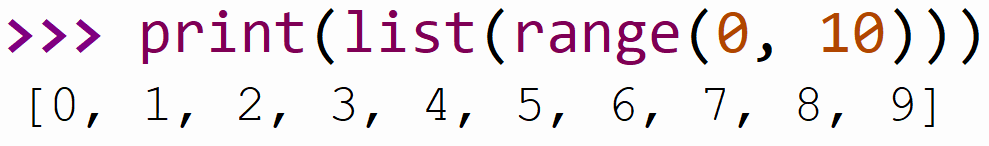 >>> print(list(range(0, 10)))
[0, 1, 2, 3, 4, 5, 6, 7, 8, 9]